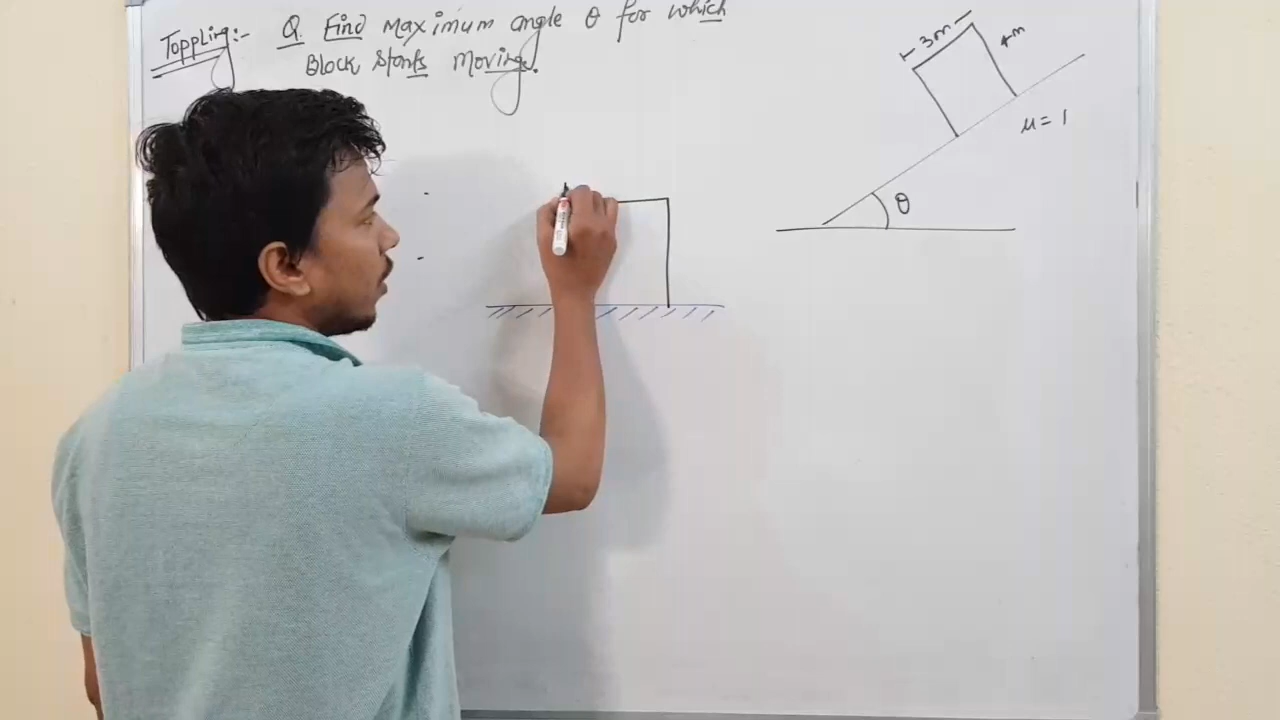 Toppling:- Q. Find maximum angle θ for which
Block starts moving.
3m
4m
μ = 1
θ